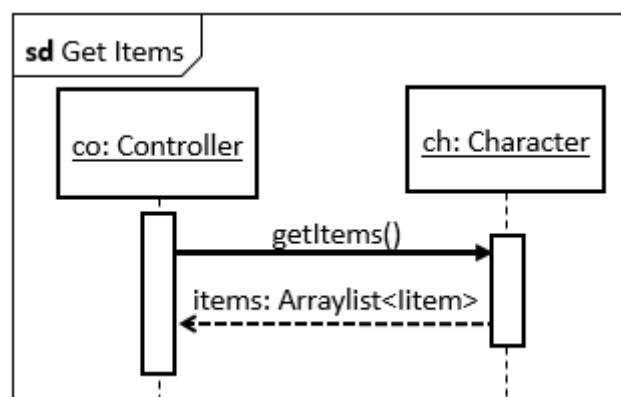 sd Get Items
co: Controller
ch: Character
getItems()
items: Arraylist<Iitem>